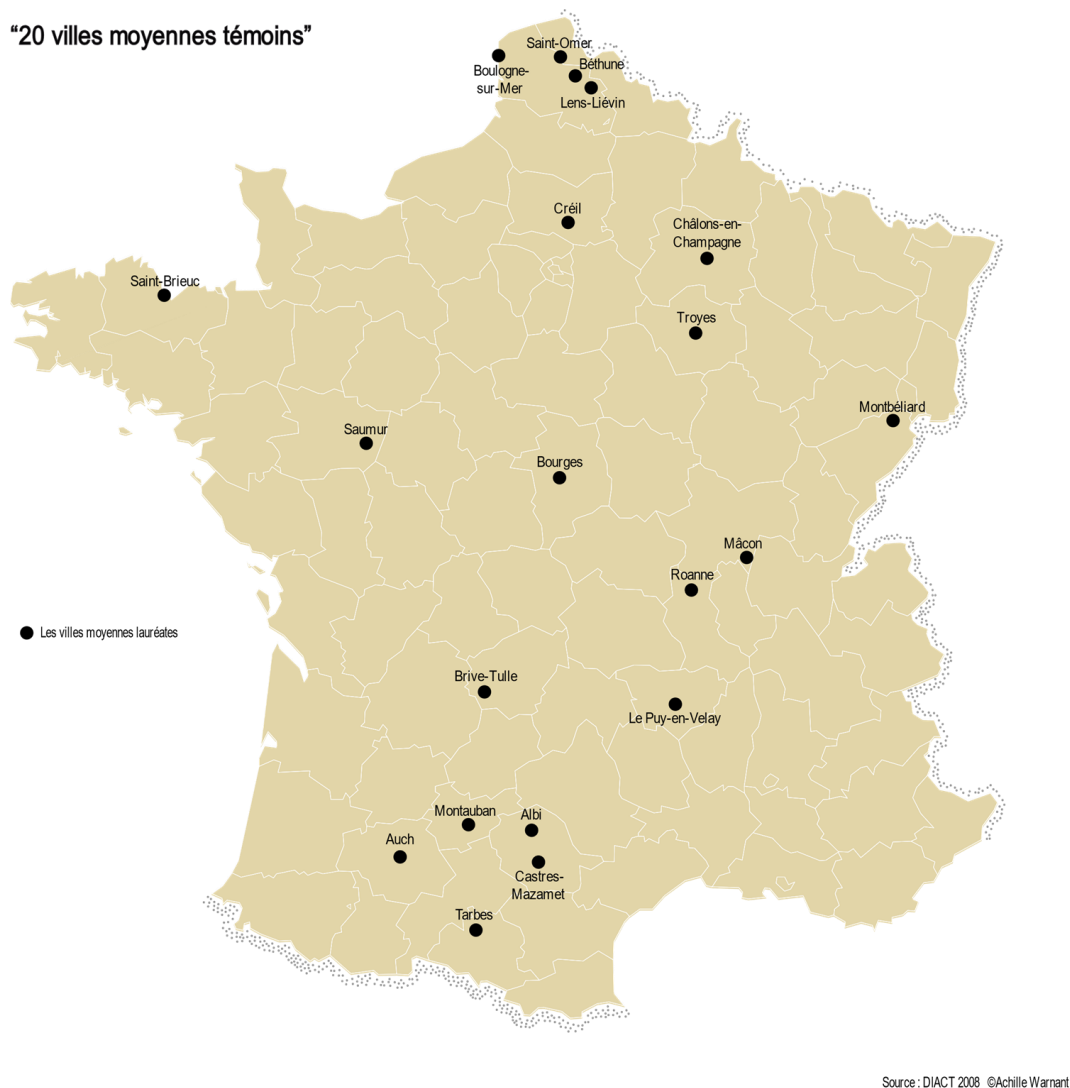 “20 villes moyennes témoins”
Saint-Omer
Boulogne-
sur-Mer
Béthune
Lens-Liévin
Créil
Châlons-en-
Champagne
Saint-Brieuc
Troyes
Montbéliard
Saumur
Bourges
Mâcon
Roanne
Les villes moyennes lauréates
Brive-Tulle
Le Puy-en-Velay
Montauban
Albi
Auch
Castres-
Mazamet
Tarbes
Source : DIACT 2008 ©Achille Warnant